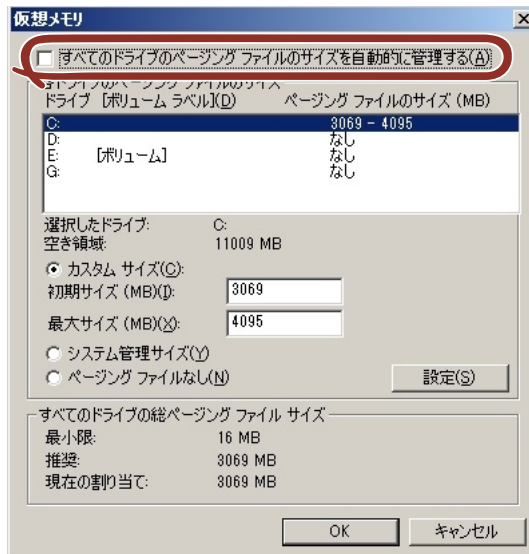 仮想メモリ
すべてのドライブのページング ファイルのサイズを自動的に管理する(A)
各ドライブのページング ファイルのサイズ
ドライブ [ボリューム ラベル](D) ページング ファイルのサイズ (MB)
C: 3069 - 4095
D: なし
E: [ボリューム] なし
G: なし
選択したドライブ: C:
空き領域: 11009 MB
カスタム サイズ(C):
初期サイズ (MB)(I): 3069
最大サイズ (MB)(X): 4095
システム管理サイズ(Y)
ページング ファイルなし(N) 設定(S)
すべてのドライブの総ページング ファイル サイズ
最小限: 16 MB
推奨: 3069 MB
現在の割り当て: 3069 MB
OK キャンセル